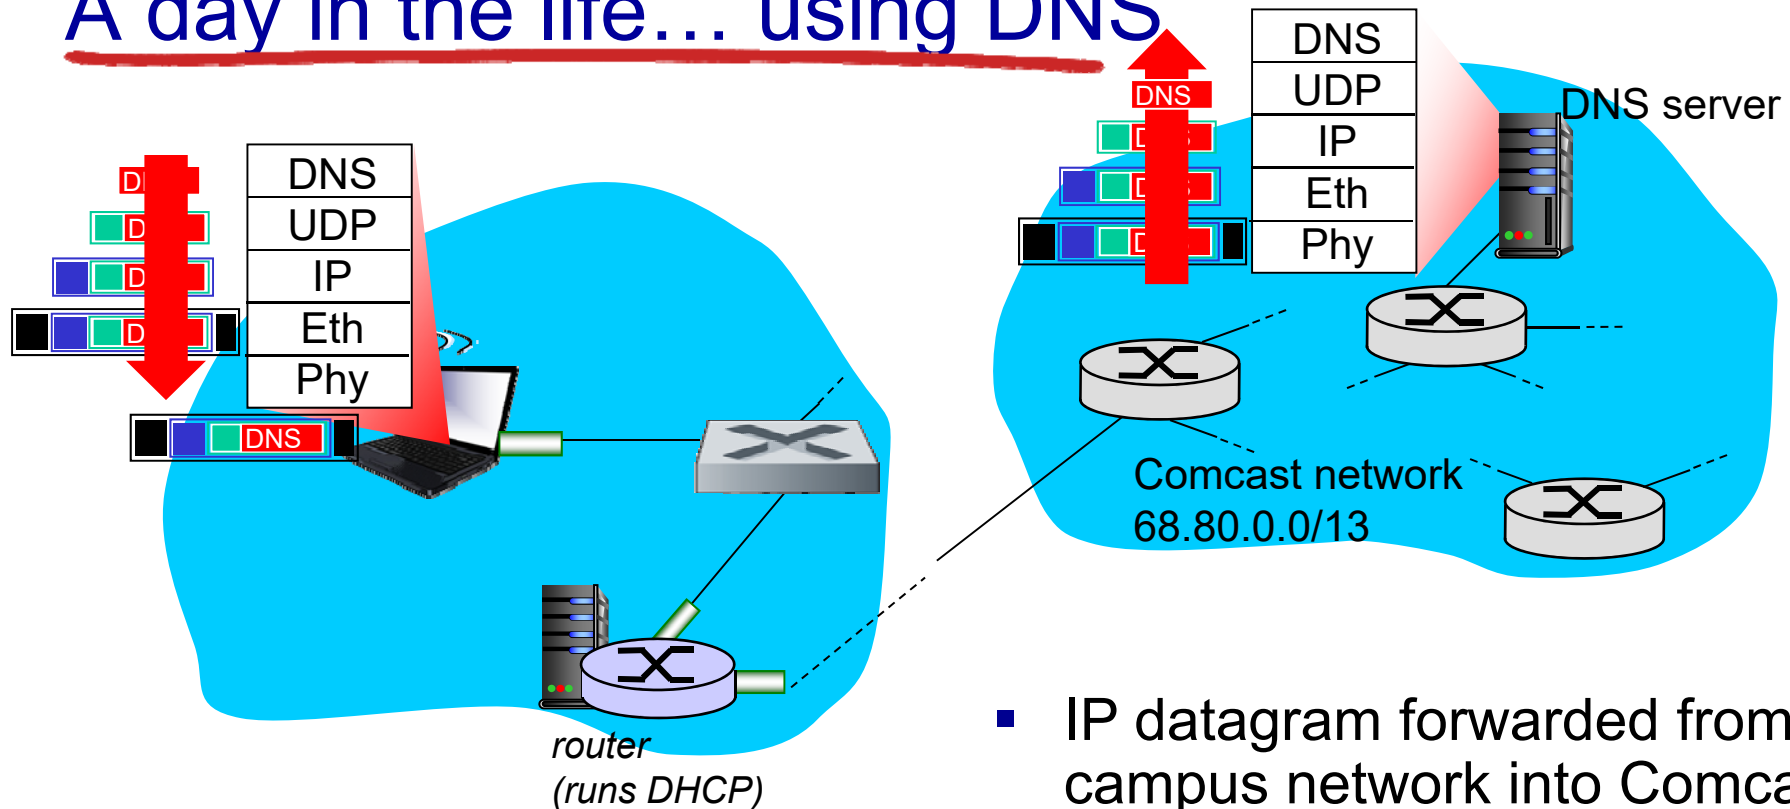 A day in the life… using DNS
DNS
UDP
IP
Eth
Phy
DNS
DNS
DNS
UDP
IP
Eth
Phy
DNS server
Comcast network
68.80.0.0/13
router
(runs DHCP)
IP datagram forwarded from
campus network into Comca